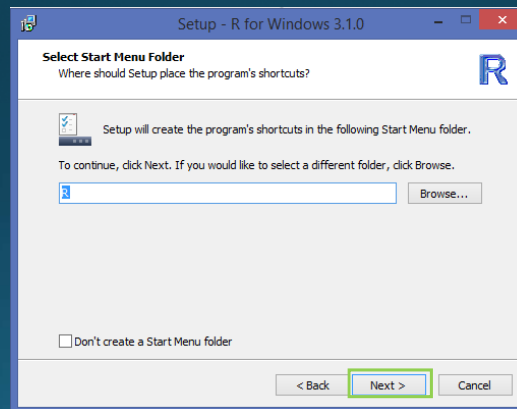 Setup - R for Windows 3.1.0
Select Start Menu Folder
Where should Setup place the program's shortcuts?
R
Setup will create the program's shortcuts in the following Start Menu folder.
To continue, click Next. If you would like to select a different folder, click Browse.
R
Browse...
Don't create a Start Menu folder
< Back
Next >
Cancel